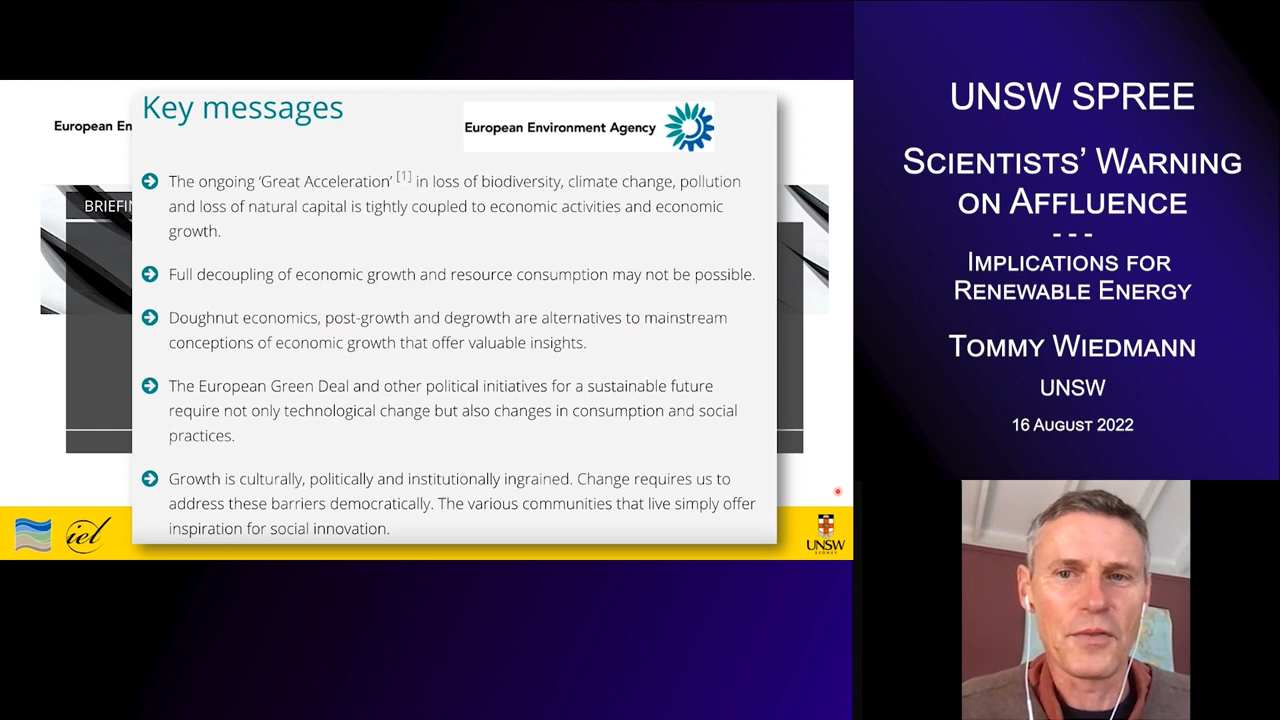 Key messages
European En
European Environment Agency
BRIEFIN
The ongoing ‘Great Acceleration’ [1] in loss of biodiversity, climate change, pollution
and loss of natural capital is tightly coupled to economic activities and economic
growth.
Full decoupling of economic growth and resource consumption may not be possible.
Doughnut economics, post-growth and degrowth are alternatives to mainstream
conceptions of economic growth that offer valuable insights.
The European Green Deal and other political initiatives for a sustainable future
require not only technological change but also changes in consumption and social
practices.
Growth is culturally, politically and institutionally ingrained. Change requires us to
address these barriers democratically. The various communities that live simply offer
inspiration for social innovation.
iel
UNSW
SYDNEY
UNSW SPREE
Scientists’ Warning
on Affluence
- - -
Implications for
Renewable Energy
Tommy Wiedmann
UNSW
16 August 2022